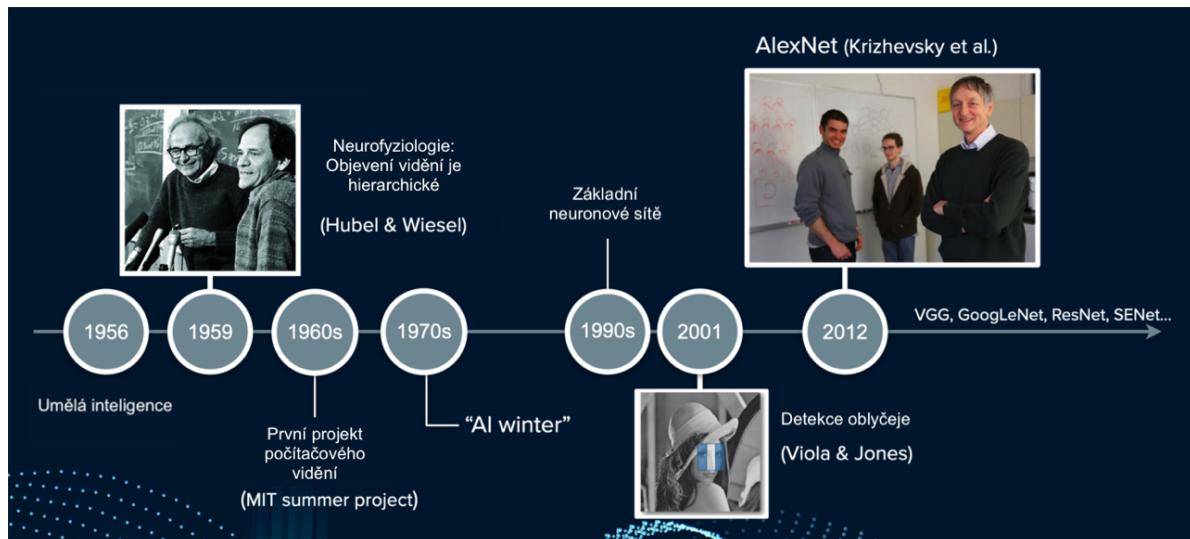 AlexNet (Krizhevsky et al.)
Neurofyziologie:
Objevení vidění je
hierarchické
(Hubel & Wiesel)
Základní
neuronové sítě
1956
1959
1960s
1970s
1990s
2001
2012
VGG, GoogLeNet, ResNet, SENet...
Umělá inteligence
První projekt
počítačového
vidění
(MIT summer project)
“AI winter”
Detekce oblyčeje
(Viola & Jones)